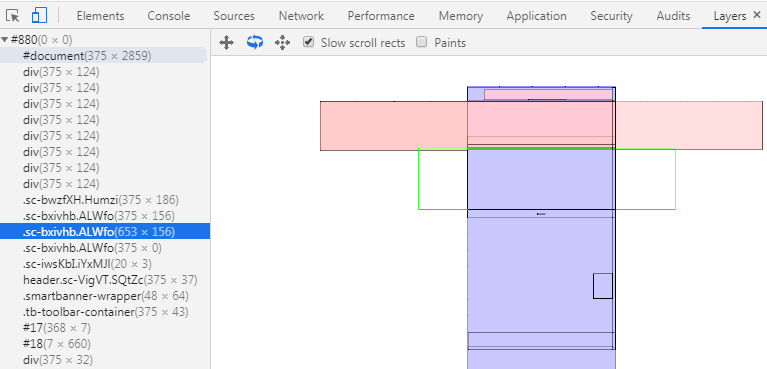 Elements Console Sources Network Performance Memory Application Security Audits Layers ×
#880(0 × 0)
#document(375 × 2859)
Slow scroll rects Paints
div(375 × 124)
div(375 × 124)
div(375 × 124)
div(375 × 124)
div(375 × 124)
div(375 × 124)
div(375 × 124)
div(375 × 124)
.sc-bwzfXH.Humzi(375 × 186)
.sc-bxivhb.ALWfo(375 × 156)
.sc-bxivhb.ALWfo(653 × 156)
.sc-bxivhb.ALWfo(375 × 0)
.sc-iwsKbI.iYxMJl(20 × 3)
header.sc-VigVT.SQtZc(375 × 37)
.smartbanner-wrapper(48 × 64)
.tb-toolbar-container(375 × 43)
#17(368 × 7)
#18(7 × 660)
div(375 × 32)